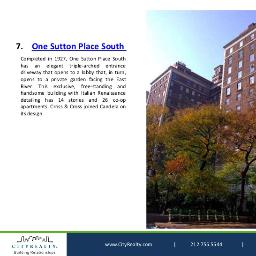 7. One Sutton Place South
Completed in 1927, One Sutton Place South
has an elegant triple-arched entrance
driveway that opens to a lobby that, in turn,
opens to a private garden facing the East
River. This exclusive, free-standing and
handsome building with Italian Renaissance
detailing has 14 stories and 26 co-op
apartments. Cross & Cross joined Candela on
its design.
CITYREALTY
Building Relationships
www.CityRealty.com | 212.755.5544 |